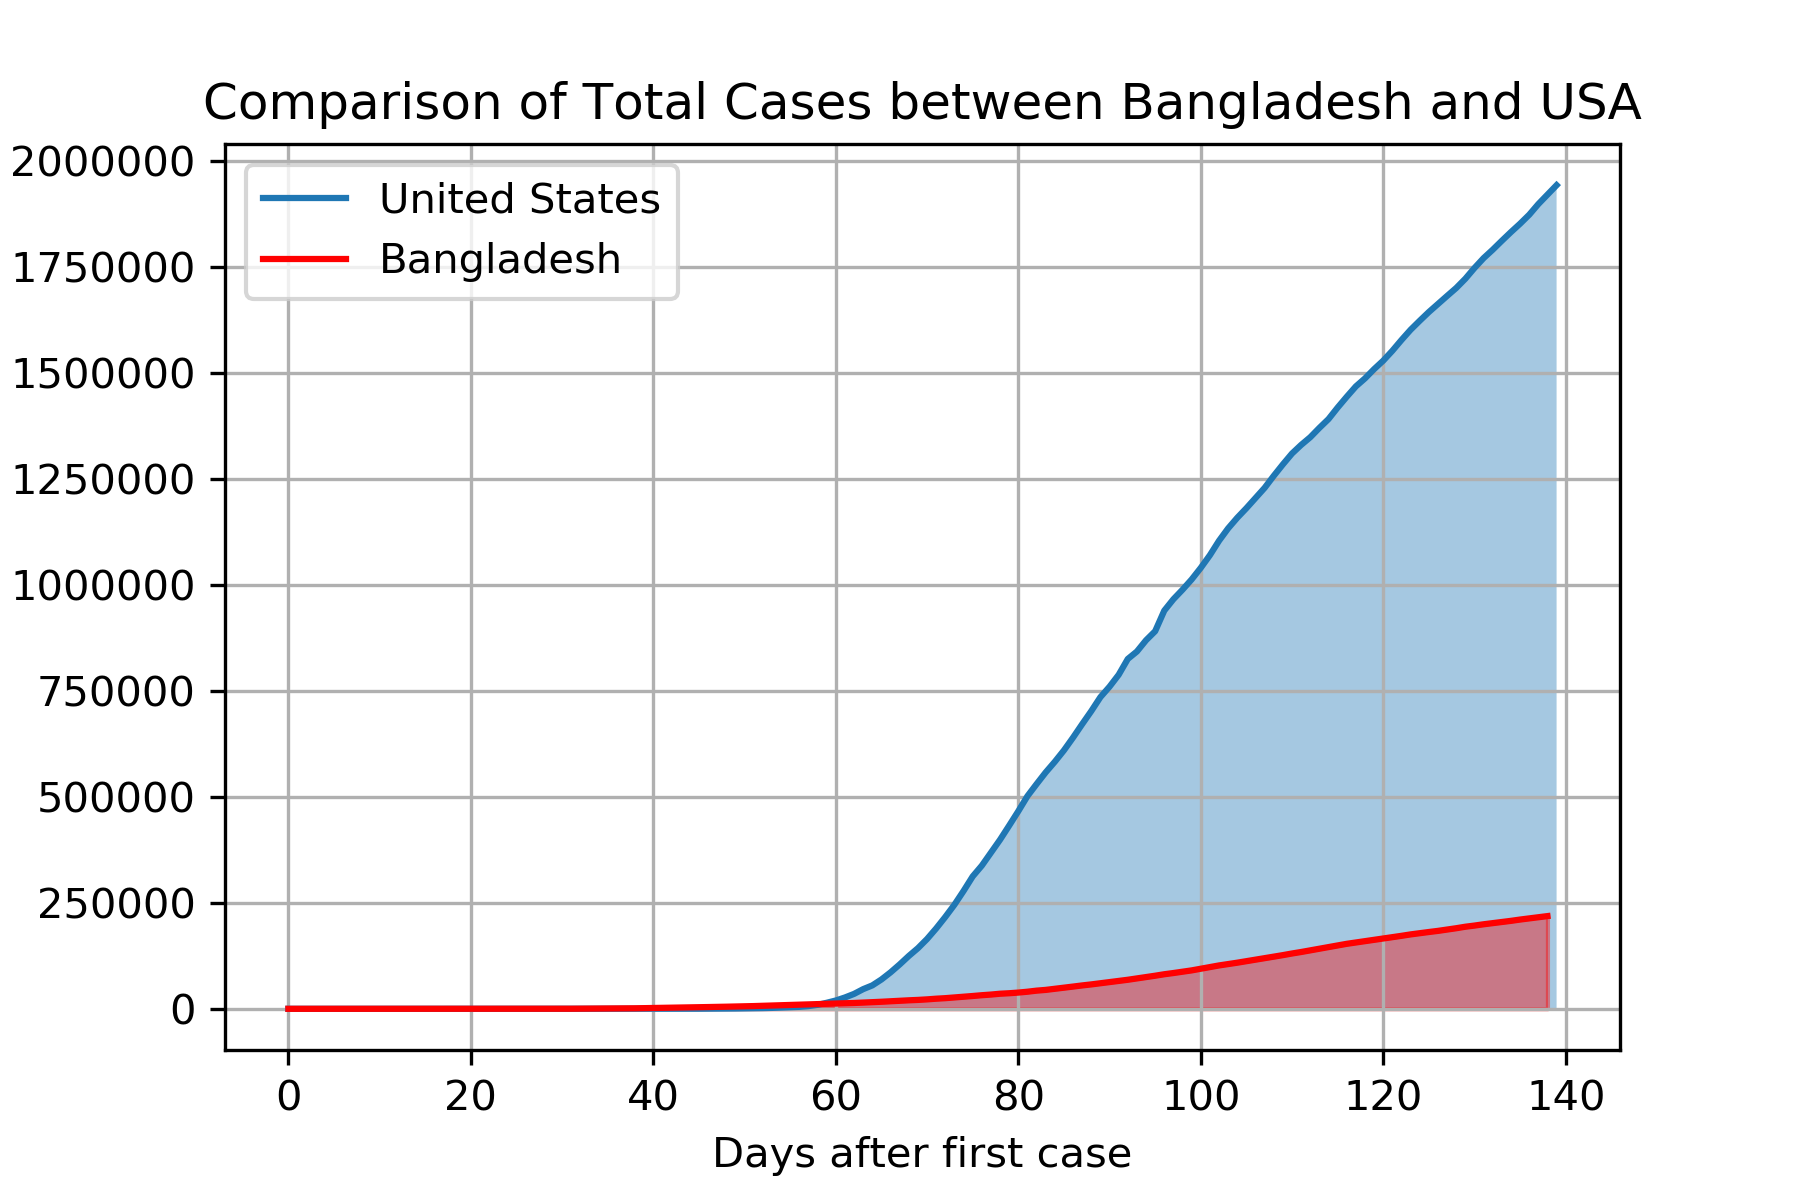 Comparison of Total Cases between Bangladesh and USA
2000000
1750000
1500000
1250000
1000000
750000
500000
250000
0
United States
Bangladesh
0 20 40 60 80 100 120 140
Days after first case